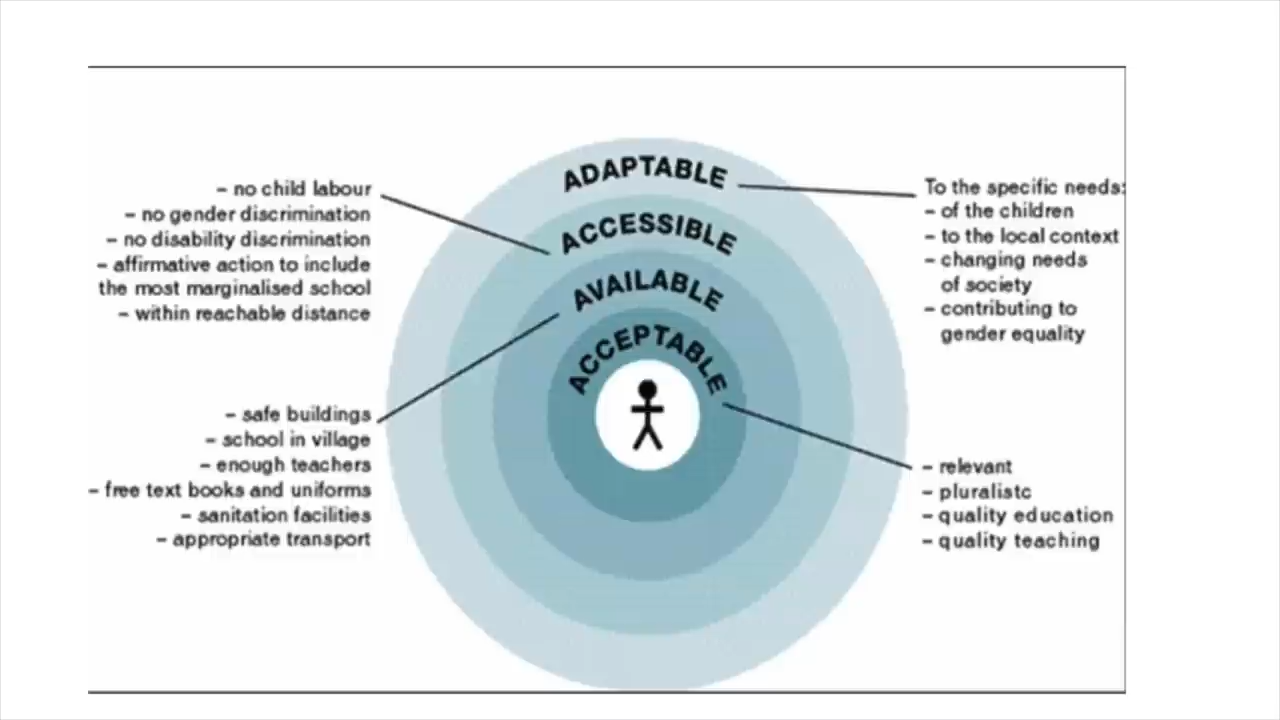 ADAPTABLE
ACCESSIBLE
AVAILABLE
ACCEPTABLE
– no child labour
– no gender discrimination
– no disability discrimination
– affirmative action to include
the most marginalised school
– within reachable distance
– safe buildings
– school in village
– enough teachers
– free text books and uniforms
– sanitation facilities
– appropriate transport
To the specific needs:
– of the children
– to the local context
– changing needs
of society
– contributing to
gender equality
– relevant
– pluralistc
– quality education
– quality teaching